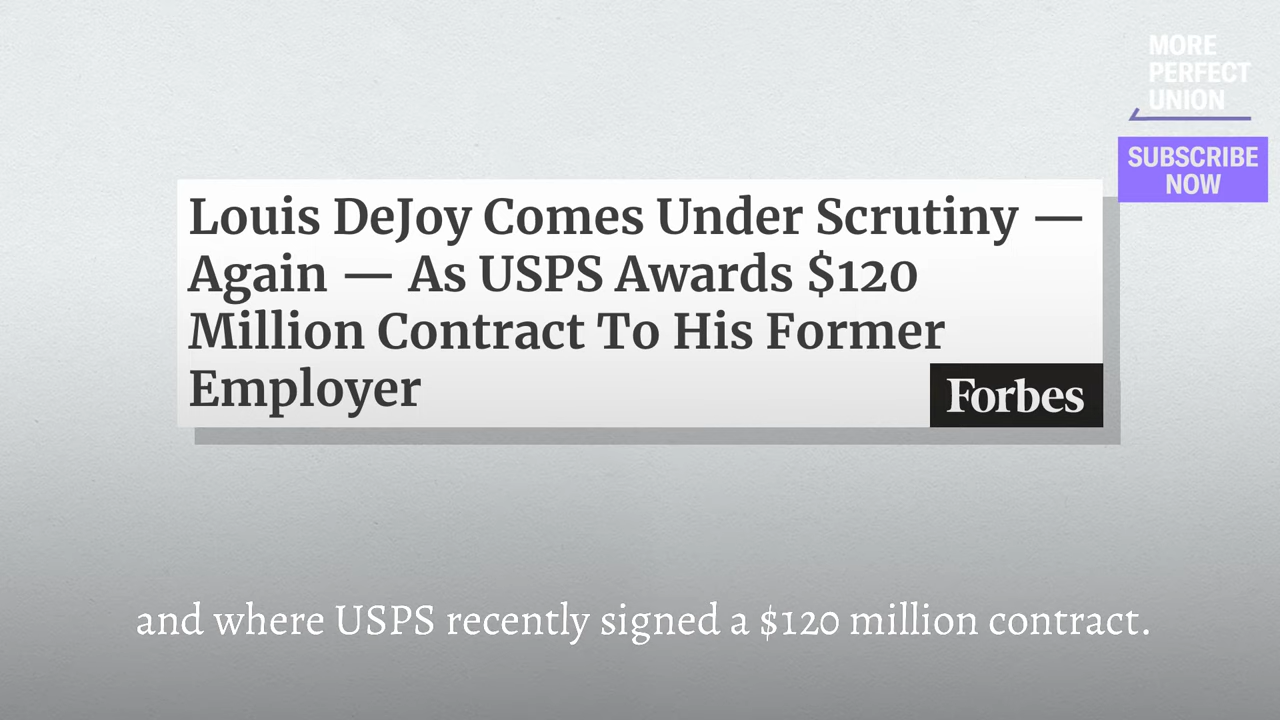 MORE
PERFECT
UNION
SUBSCRIBE
NOW
Louis DeJoy Comes Under Scrutiny —
Again — As USPS Awards $120
Million Contract To His Former
Employer
Forbes
and where USPS recently signed a $120 million contract.